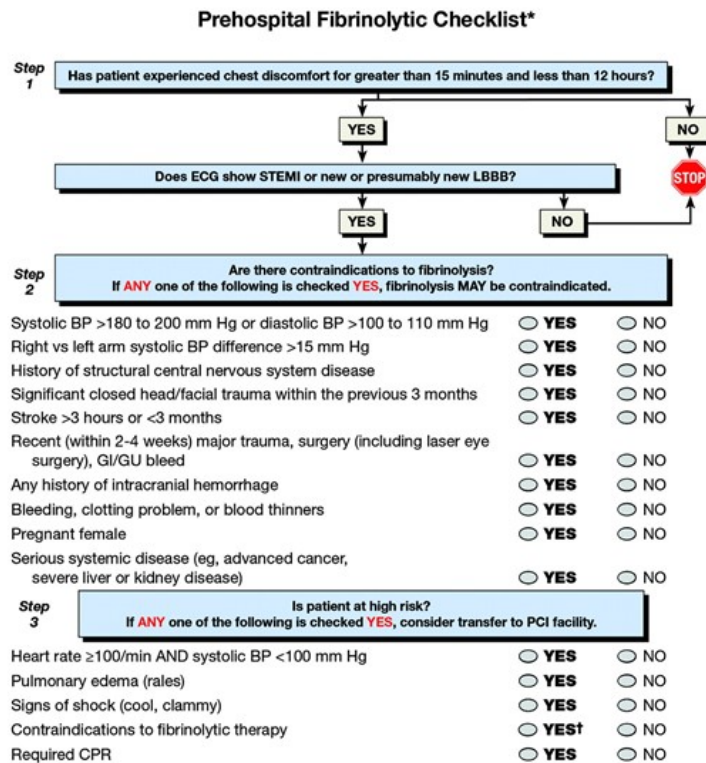 Prehospital Fibrinolytic Checklist*
Step
1
Has patient experienced chest discomfort for greater than 15 minutes and less than 12 hours?
YES
NO
Does ECG show STEMI or new or presumably new LBBB?
STOP
YES
NO
Step
2
Are there contraindications to fibrinolysis?
If ANY one of the following is checked YES, fibrinolysis MAY be contraindicated.
Systolic BP >180 to 200 mm Hg or diastolic BP >100 to 110 mm Hg YES NO
Right vs left arm systolic BP difference >15 mm Hg YES NO
History of structural central nervous system disease YES NO
Significant closed head/facial trauma within the previous 3 months YES NO
Stroke >3 hours or <3 months YES NO
Recent (within 2-4 weeks) major trauma, surgery (including laser eye
surgery), GI/GU bleed YES NO
Any history of intracranial hemorrhage YES NO
Bleeding, clotting problem, or blood thinners YES NO
Pregnant female YES NO
Serious systemic disease (eg, advanced cancer,
severe liver or kidney disease) YES NO
Step
3
Is patient at high risk?
If ANY one of the following is checked YES, consider transfer to PCI facility.
Heart rate ≥100/min AND systolic BP <100 mm Hg YES NO
Pulmonary edema (rales) YES NO
Signs of shock (cool, clammy) YES NO
Contraindications to fibrinolytic therapy YES† NO
Required CPR YES NO